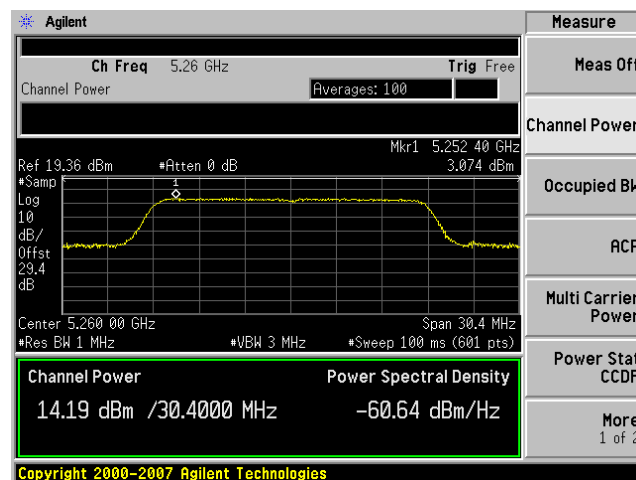 Agilent
Measure
Ch Freq 5.26 GHz Trig Free
Channel Power Averages: 100
Mkr1 5.252 40 GHz
Ref 19.36 dBm #Atten 0 dB 3.074 dBm
#Samp
Log
10
dB/
Offst
29.4
dB
1
Center 5.260 00 GHz Span 30.4 MHz
#Res BW 1 MHz #VBW 3 MHz #Sweep 100 ms (601 pts)
Channel Power Power Spectral Density
14.19 dBm /30.4000 MHz -60.64 dBm/Hz
Copyright 2000-2007 Agilent Technologies
Meas Off
Channel Power
Occupied B
ACP
Multi Carrier
Power
Power Stat
CCDF
More
1 of 2